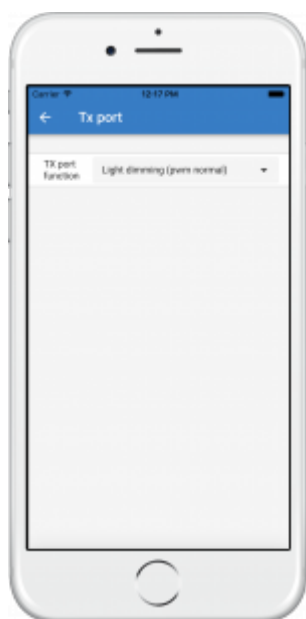 Carrier 12:17 PM
Tx port
TX port
function
Light dimming (pwm normal)